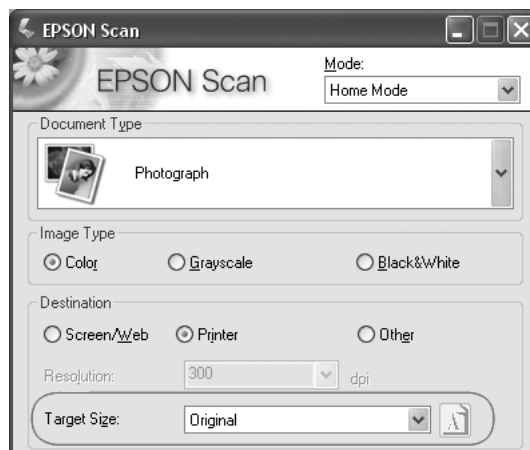 EPSON Scan
EPSON Scan
Mode:
Home Mode
Document Type
Photograph
Image Type
Color Grayscale Black&White
Destination
Screen/Web Printer Other
Resolution: 300 dpi
Target Size: Original